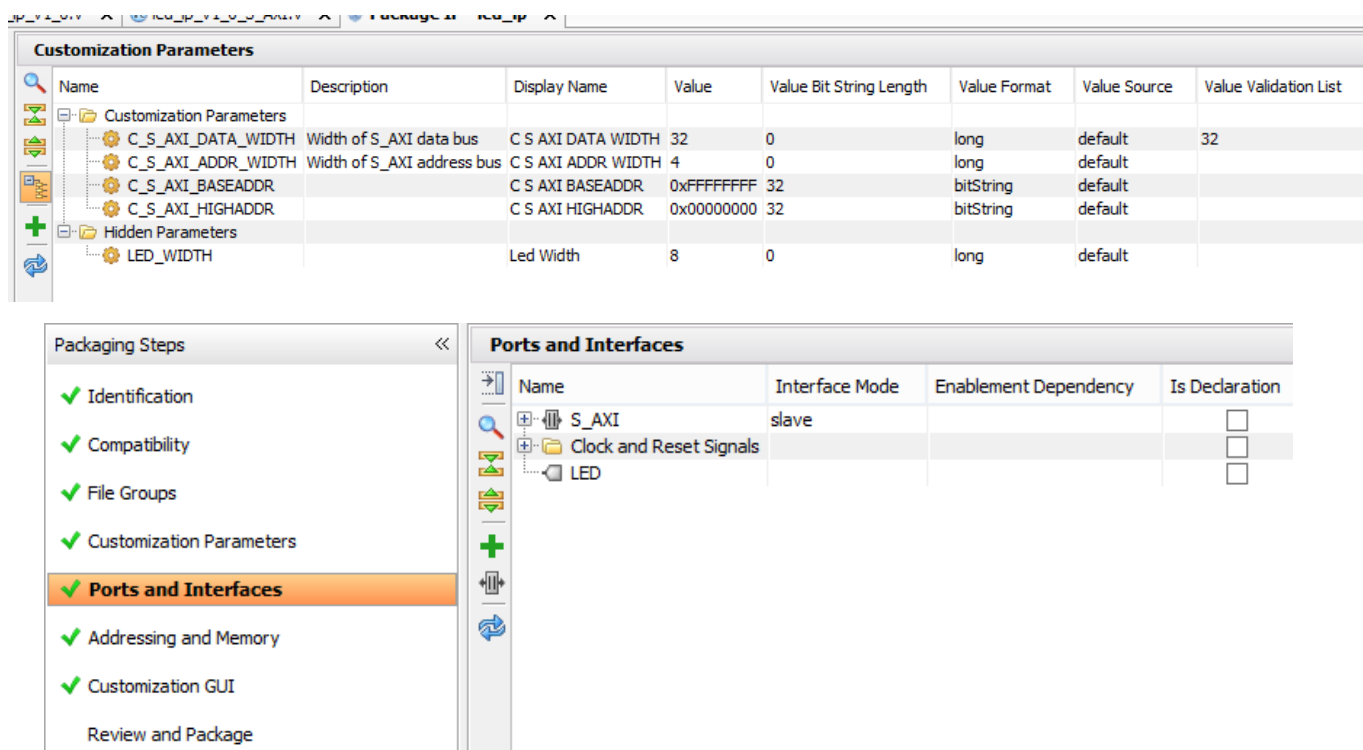 Package IP - led_ip
Customization Parameters
Name Description Display Name Value Value Bit String Length Value Format Value Source Value Validation List
Customization Parameters
C_S_AXI_DATA_WIDTH Width of S_AXI data bus C S AXI DATA WIDTH 32 0 long default 32
C_S_AXI_ADDR_WIDTH Width of S_AXI address bus C S AXI ADDR WIDTH 4 0 long default
C_S_AXI_BASEADDR C S AXI BASEADDR 0xFFFFFFFF 32 bitString default
C_S_AXI_HIGHADDR C S AXI HIGHADDR 0x00000000 32 bitString default
Hidden Parameters
LED_WIDTH Led Width 8 0 long default
Packaging Steps «
Identification
Compatibility
File Groups
Customization Parameters
Ports and Interfaces
Addressing and Memory
Customization GUI
Review and Package
Ports and Interfaces
Name Interface Mode Enablement Dependency Is Declaration
S_AXI slave
Clock and Reset Signals
LED